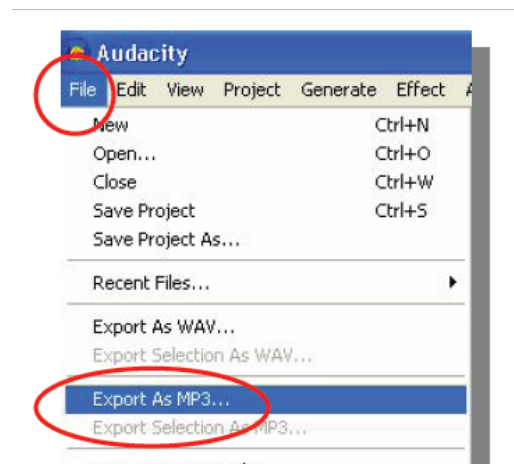 Audacity
File Edit View Project Generate Effect
New Ctrl+N
Open... Ctrl+O
Close Ctrl+W
Save Project Ctrl+S
Save Project As...
Recent Files...
Export As WAV...
Export Selection As WAV...
Export As MP3...
Export Selection As MP3...